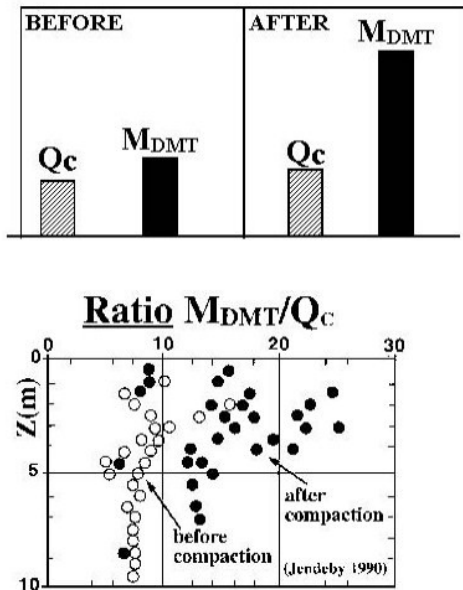 BEFORE
AFTER
Qc
MDMT
Qc
MDMT
Ratio MDMT/QC
0 10 20 30
Z(m)
5
10
before
compaction
after
compaction
(Jendeby 1990)